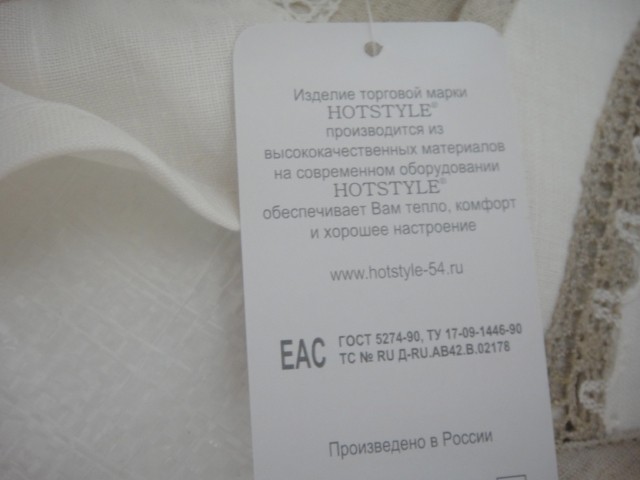 Изделие торговой марки
HOTSTYLE®
производится из
высококачественных материалов
на современном оборудовании
HOTSTYLE®
обеспечивает Вам тепло, комфорт
и хорошее настроение
www.hotstyle-54.ru
EAC ГОСТ 5274-90, ТУ 17-09-1446-90
ТС № RU Д-RU.АВ42.В.02178
Произведено в России